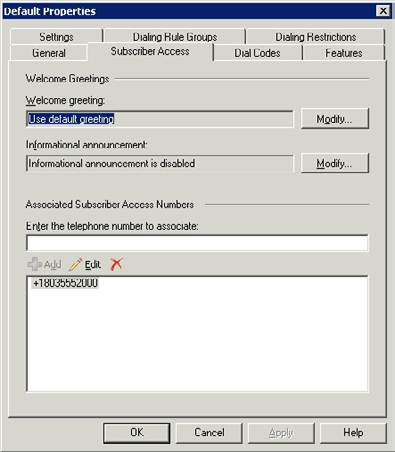 Default Properties
Settings Dialing Rule Groups Dialing Restrictions
General Subscriber Access Dial Codes Features
Welcome Greetings
Welcome greeting:
Use default greeting Modify...
Informational announcement:
Informational announcement is disabled Modify...
Associated Subscriber Access Numbers
Enter the telephone number to associate:
Add Edit
+18035552000
OK Cancel Apply Help